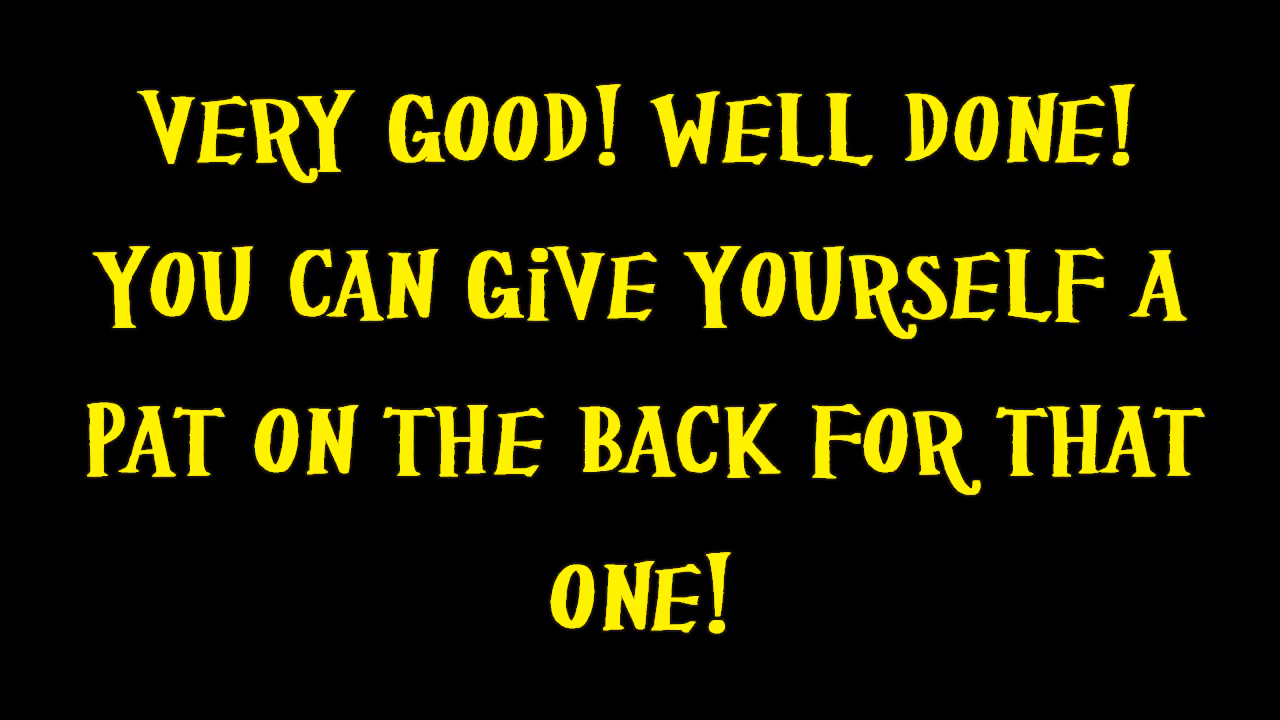 VERY GOOD! WELL DONE!
YOU CAN GiVE YOURSELF A
PAT ON THE BACK FOR THAT
ONE!